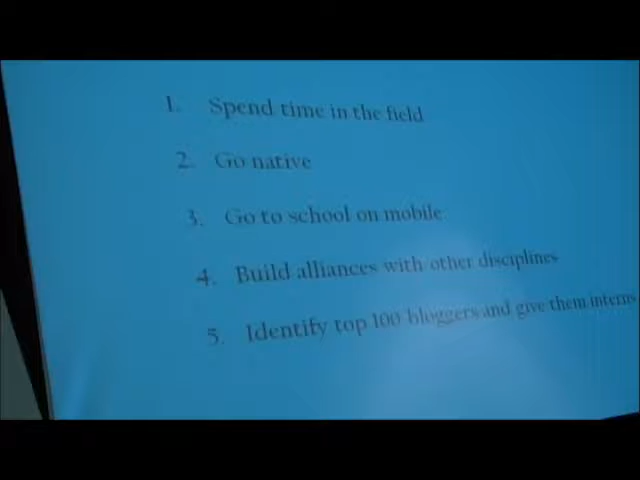 1. Spend time in the field
2. Go native
3. Go to school on mobile
4. Build alliances with other disciplines
5. Identify top 100 bloggers and give them interns